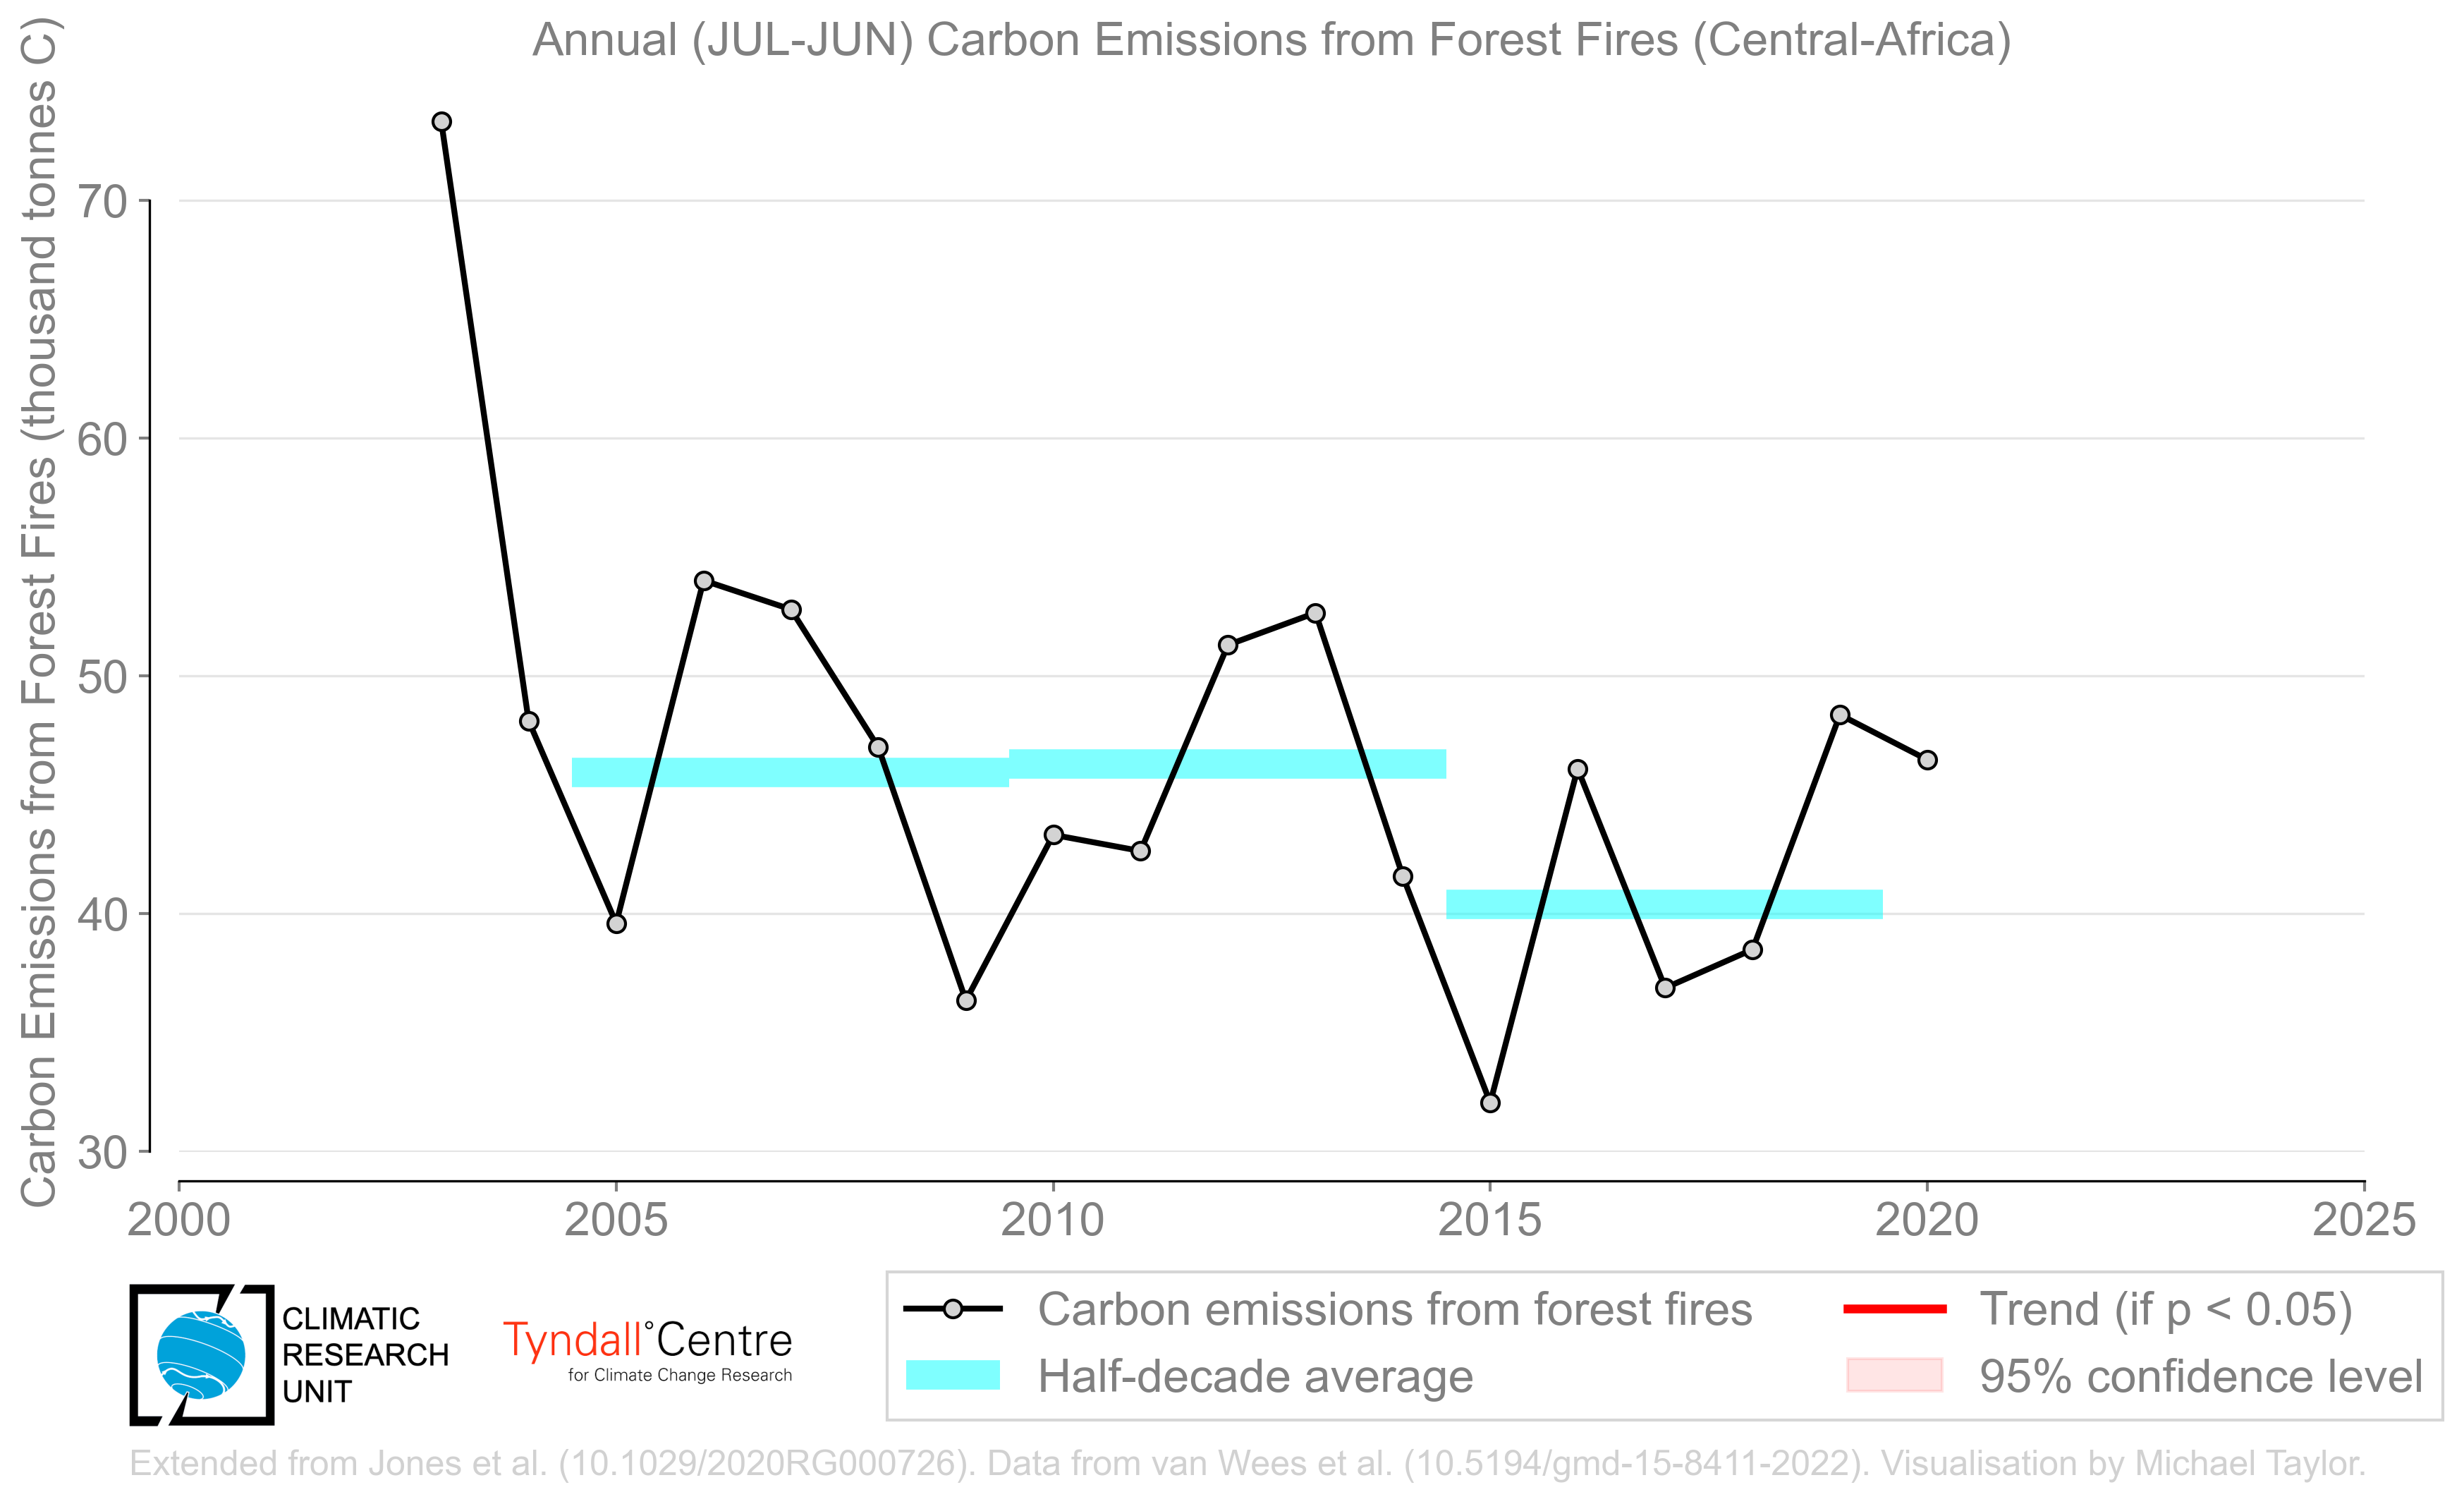 Annual (JUL-JUN) Carbon Emissions from Forest Fires (Central-Africa)
Carbon Emissions from Forest Fires (thousand tonnes C)
70
60
50
40
30
2000 2005 2010 2015 2020 2025
CLIMATIC
RESEARCH
UNIT
Tyndall°Centre
for Climate Change Research
Carbon emissions from forest fires
Half-decade average
Trend (if p < 0.05)
95% confidence level
Extended from Jones et al. (10.1029/2020RG000726). Data from van Wees et al. (10.5194/gmd-15-8411-2022). Visualisation by Michael Taylor.